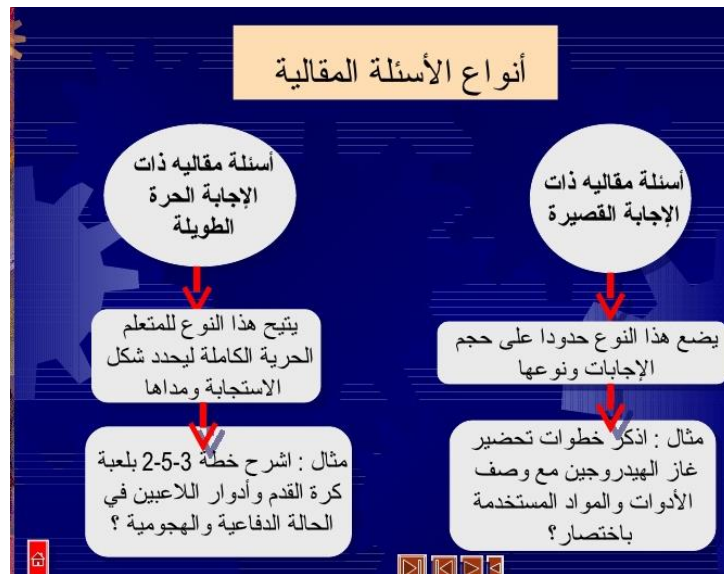 أنواع الأسئلة المقالية
أسئلة مقاليه ذات
الإجابة القصيرة
يضع هذا النوع حدودا على حجم
الإجابات ونوعها
مثال : اذكر خطوات تحضير
غاز الهيدروجين مع وصف
الأدوات والمواد المستخدمة
باختصار؟
أسئلة مقاليه ذات
الإجابة الحرة
الطويلة
يتيح هذا النوع للمتعلم
الحرية الكاملة ليحدد شكل
الاستجابة ومداها
مثال : اشرح خطة 3-5-2 بلعبة
كرة القدم وأدوار اللاعبين في
الحالة الدفاعية والهجومية ؟